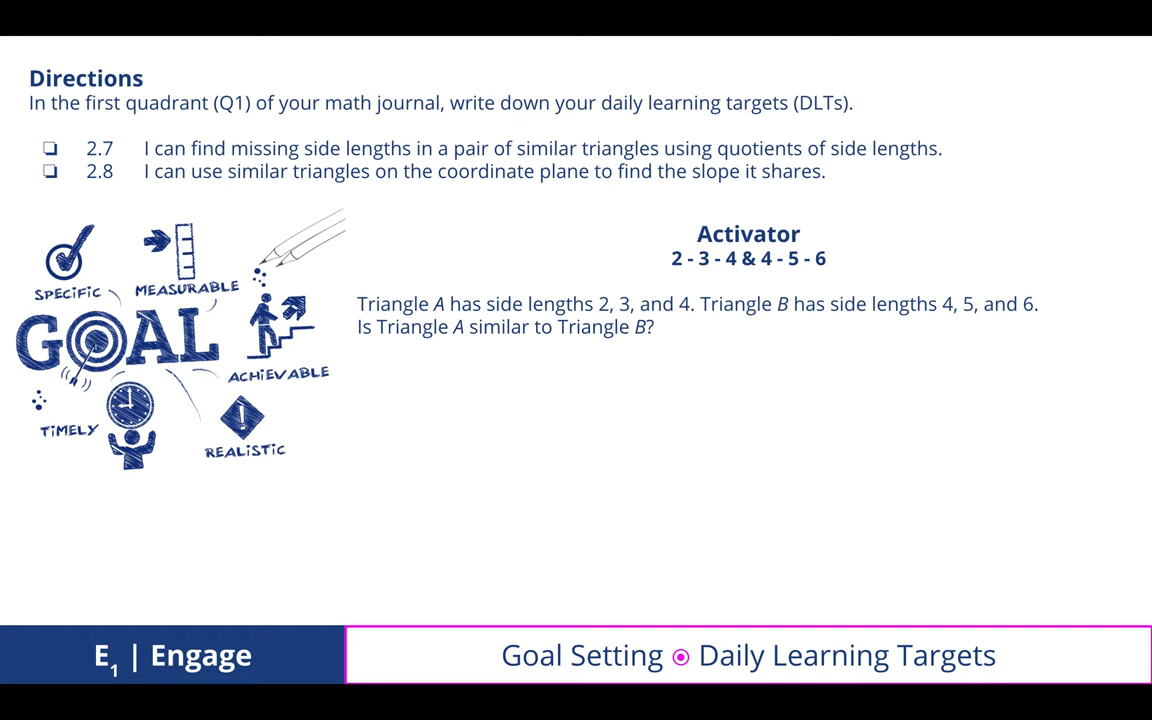 Directions
In the first quadrant (Q1) of your math journal, write down your daily learning targets (DLTs).
❏ 2.7 I can find missing side lengths in a pair of similar triangles using quotients of side lengths.
❏ 2.8 I can use similar triangles on the coordinate plane to find the slope it shares.
SPECIFIC
MEASURABLE
GOAL
ACHIEVABLE
TIMELY
REALISTIC
Activator
2 - 3 - 4 & 4 - 5 - 6
Triangle A has side lengths 2, 3, and 4. Triangle B has side lengths 4, 5, and 6.
Is Triangle A similar to Triangle B?
E1 | Engage
Goal Setting ⦿ Daily Learning Targets